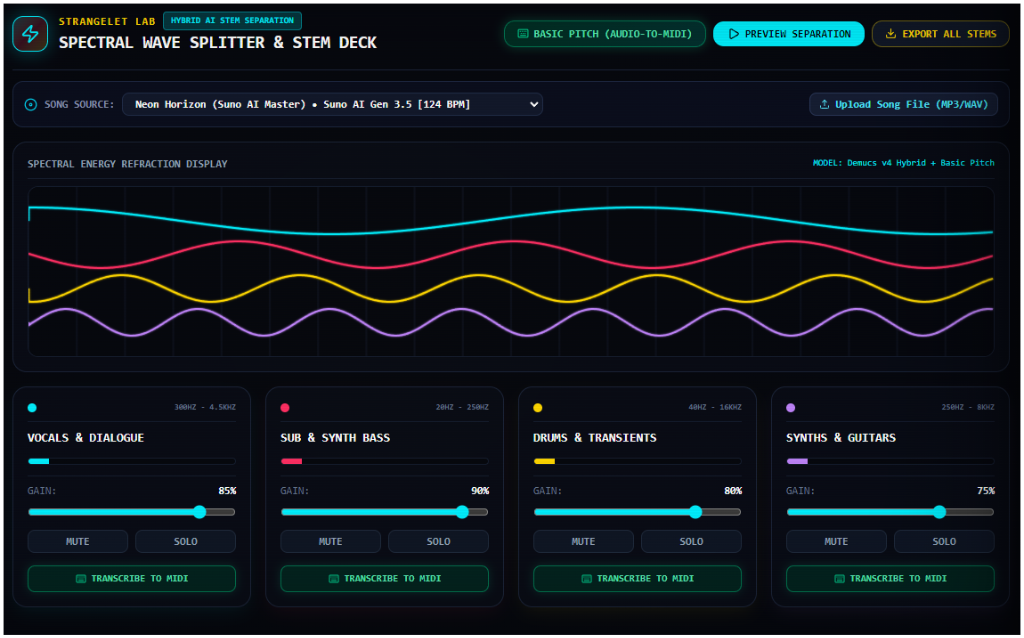 STRANGELET LAB HYBRID AI STEM SEPARATION
SPECTRAL WAVE SPLITTER & STEM DECK
BASIC PITCH (AUDIO-TO-MIDI) PREVIEW SEPARATION EXPORT ALL STEMS
SONG SOURCE: Neon Horizon (Suno AI Master) • Suno AI Gen 3.5 [124 BPM] Upload Song File (MP3/WAV)
SPECTRAL ENERGY REFRACTION DISPLAY MODEL: Demucs v4 Hybrid + Basic Pitch
300HZ - 4.5KHZ
VOCALS & DIALOGUE
GAIN: 85%
MUTE SOLO
TRANSCRIBE TO MIDI
20HZ - 250HZ
SUB & SYNTH BASS
GAIN: 90%
MUTE SOLO
TRANSCRIBE TO MIDI
40HZ - 16KHZ
DRUMS & TRANSIENTS
GAIN: 80%
MUTE SOLO
TRANSCRIBE TO MIDI
250HZ - 8KHZ
SYNTHS & GUITARS
GAIN: 75%
MUTE SOLO
TRANSCRIBE TO MIDI